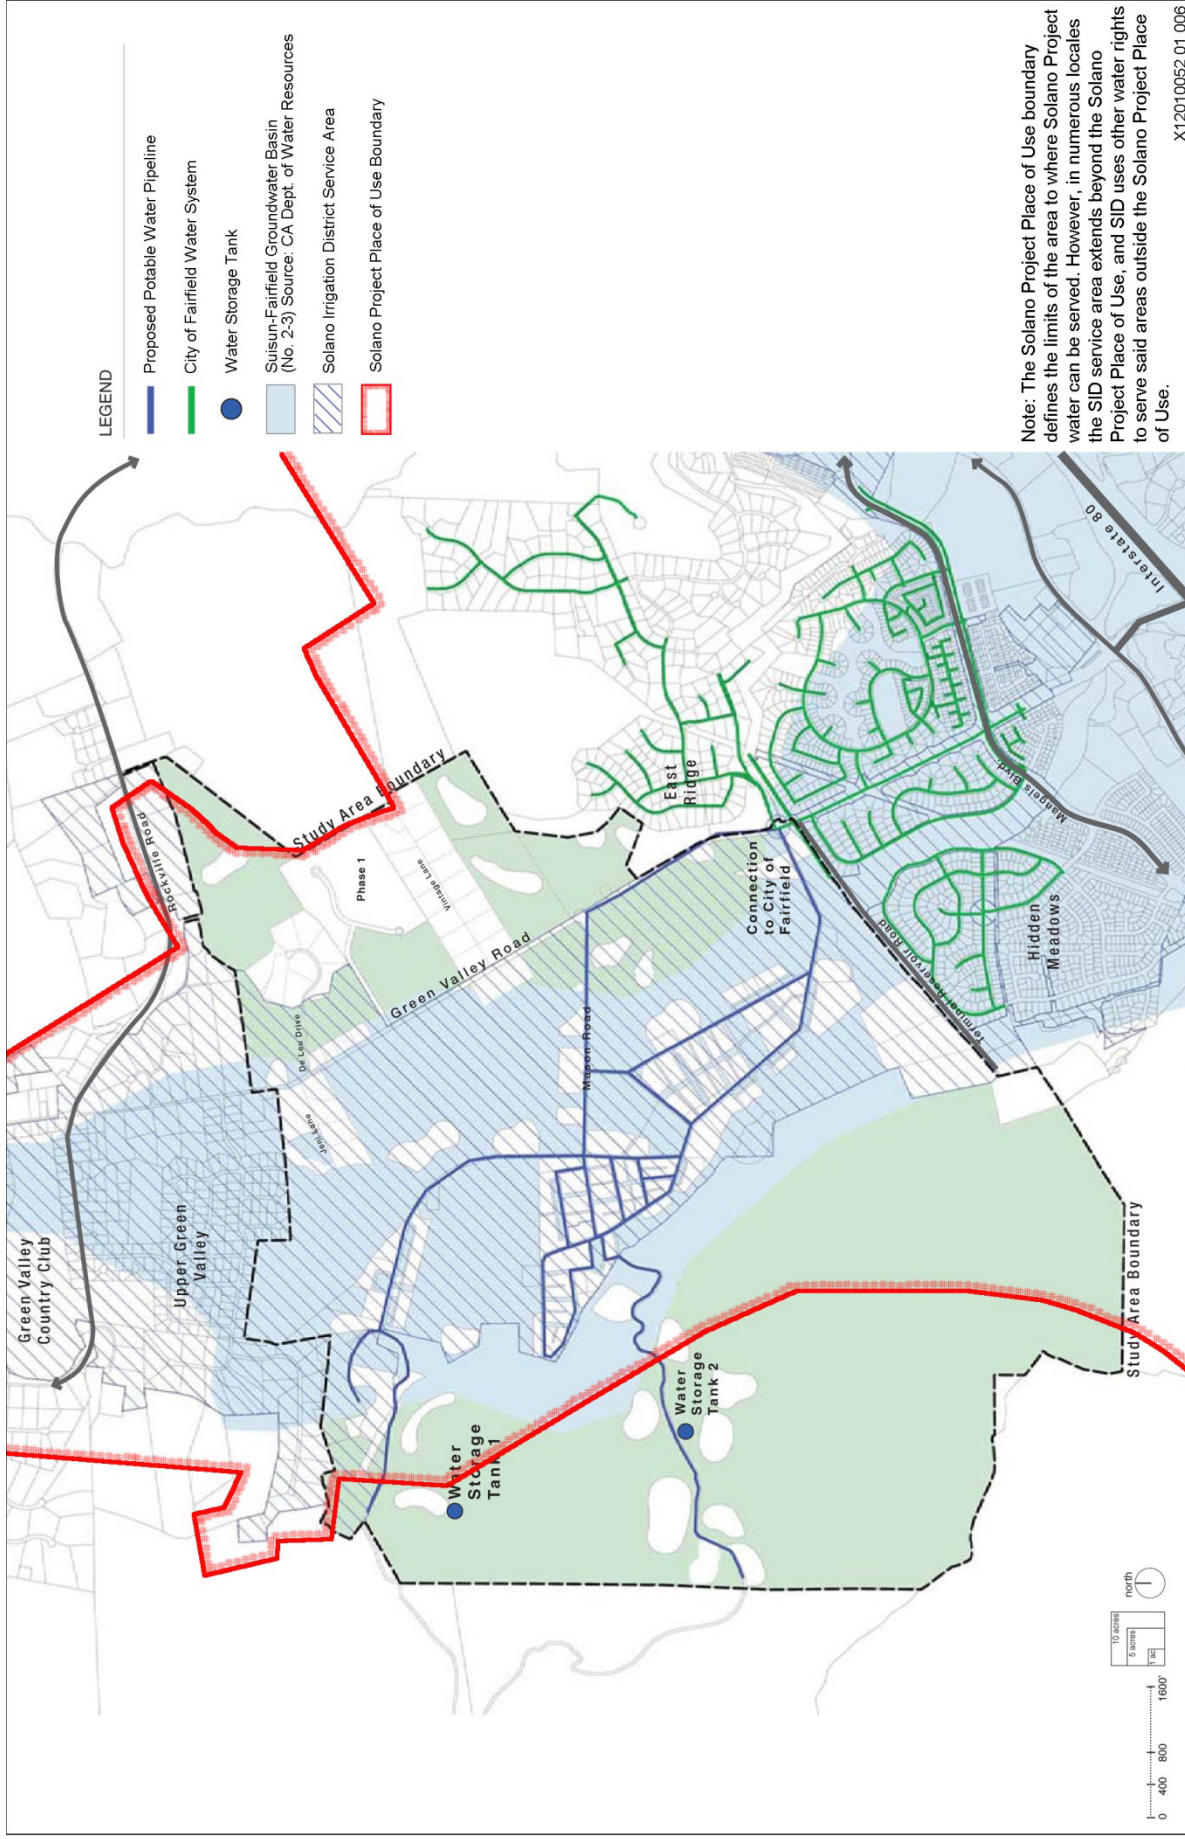 LEGEND
Proposed Potable Water Pipeline
City of Fairfield Water System
Water Storage Tank
Suisun-Fairfield Groundwater Basin
(No. 2-3) Source: CA Dept. of Water Resources
Solano Irrigation District Service Area
Solano Project Place of Use Boundary
Note: The Solano Project Place of Use boundary
defines the limits of the area to where Solano Project
water can be served. However, in numerous locales
the SID service area extends beyond the Solano
Project Place of Use, and SID uses other water rights
to serve said areas outside the Solano Project Place
of Use.
X12010052 01 006
Green Valley
Country Club
Upper Green
Valley
Rockville Road
Study Area Boundary
Phase 1
Vintage Lane
De Leu Drive
Jeni Lane
Green Valley Road
Mason Road
East
Ridge
Connection
to City of
Fairfield
Terminal Reservoir Road
Hidden
Meadows
Mangels Blvd.
Interstate 80
Water
Storage
Tank 1
Water
Storage
Tank 2
Study Area Boundary
0 400 800 1600'
10 acres
5 acres
1 ac
north